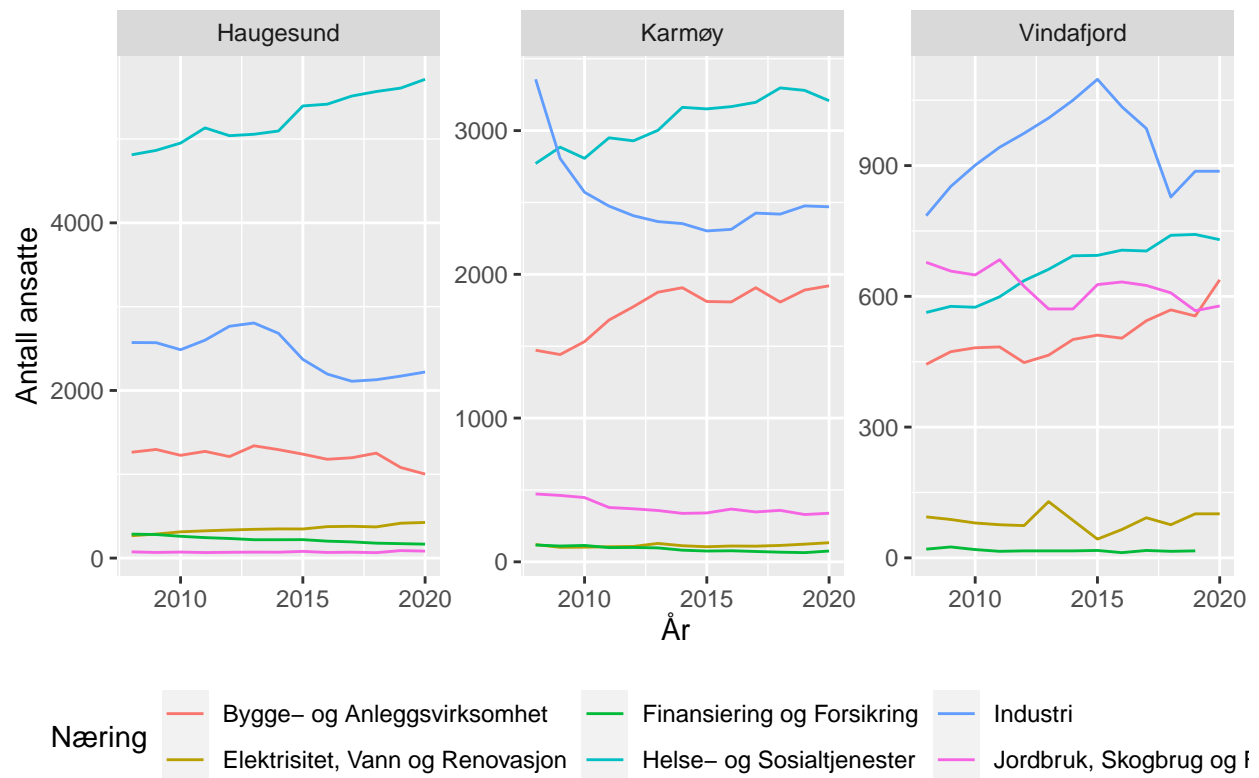 Haugesund Karmøy Vindafjord
4000
2000
0
3000
2000
1000
0
900
600
300
0
2010 2015 2020 2010 2015 2020 2010 2015 2020
Antall ansatte
År
Næring
Bygge− og Anleggsvirksomhet Finansiering og Forsikring Industri
Elektrisitet, Vann og Renovasjon Helse− og Sosialtjenester Jordbruk, Skogbrug og